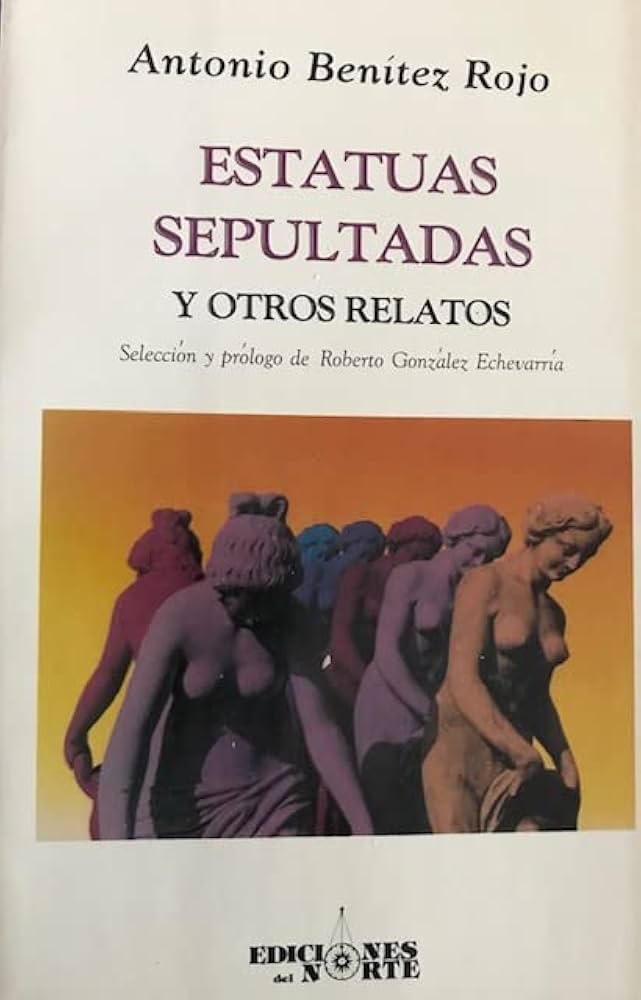 Antonio Benítez Rojo
ESTATUAS
SEPULTADAS
Y OTROS RELATOS
Selección y prólogo de Roberto González Echevarría
EDICIONES
del NORTE